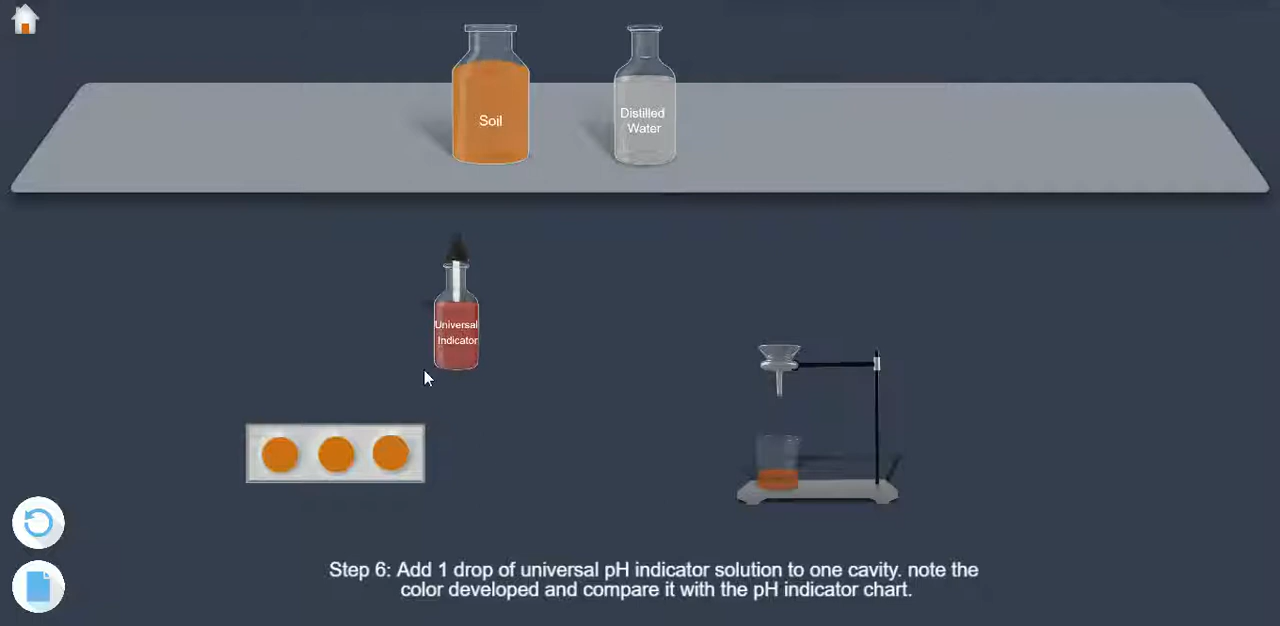 Soil
Distilled
Water
Universal
Indicator
Step 6: Add 1 drop of universal pH indicator solution to one cavity. note the
color developed and compare it with the pH indicator chart.